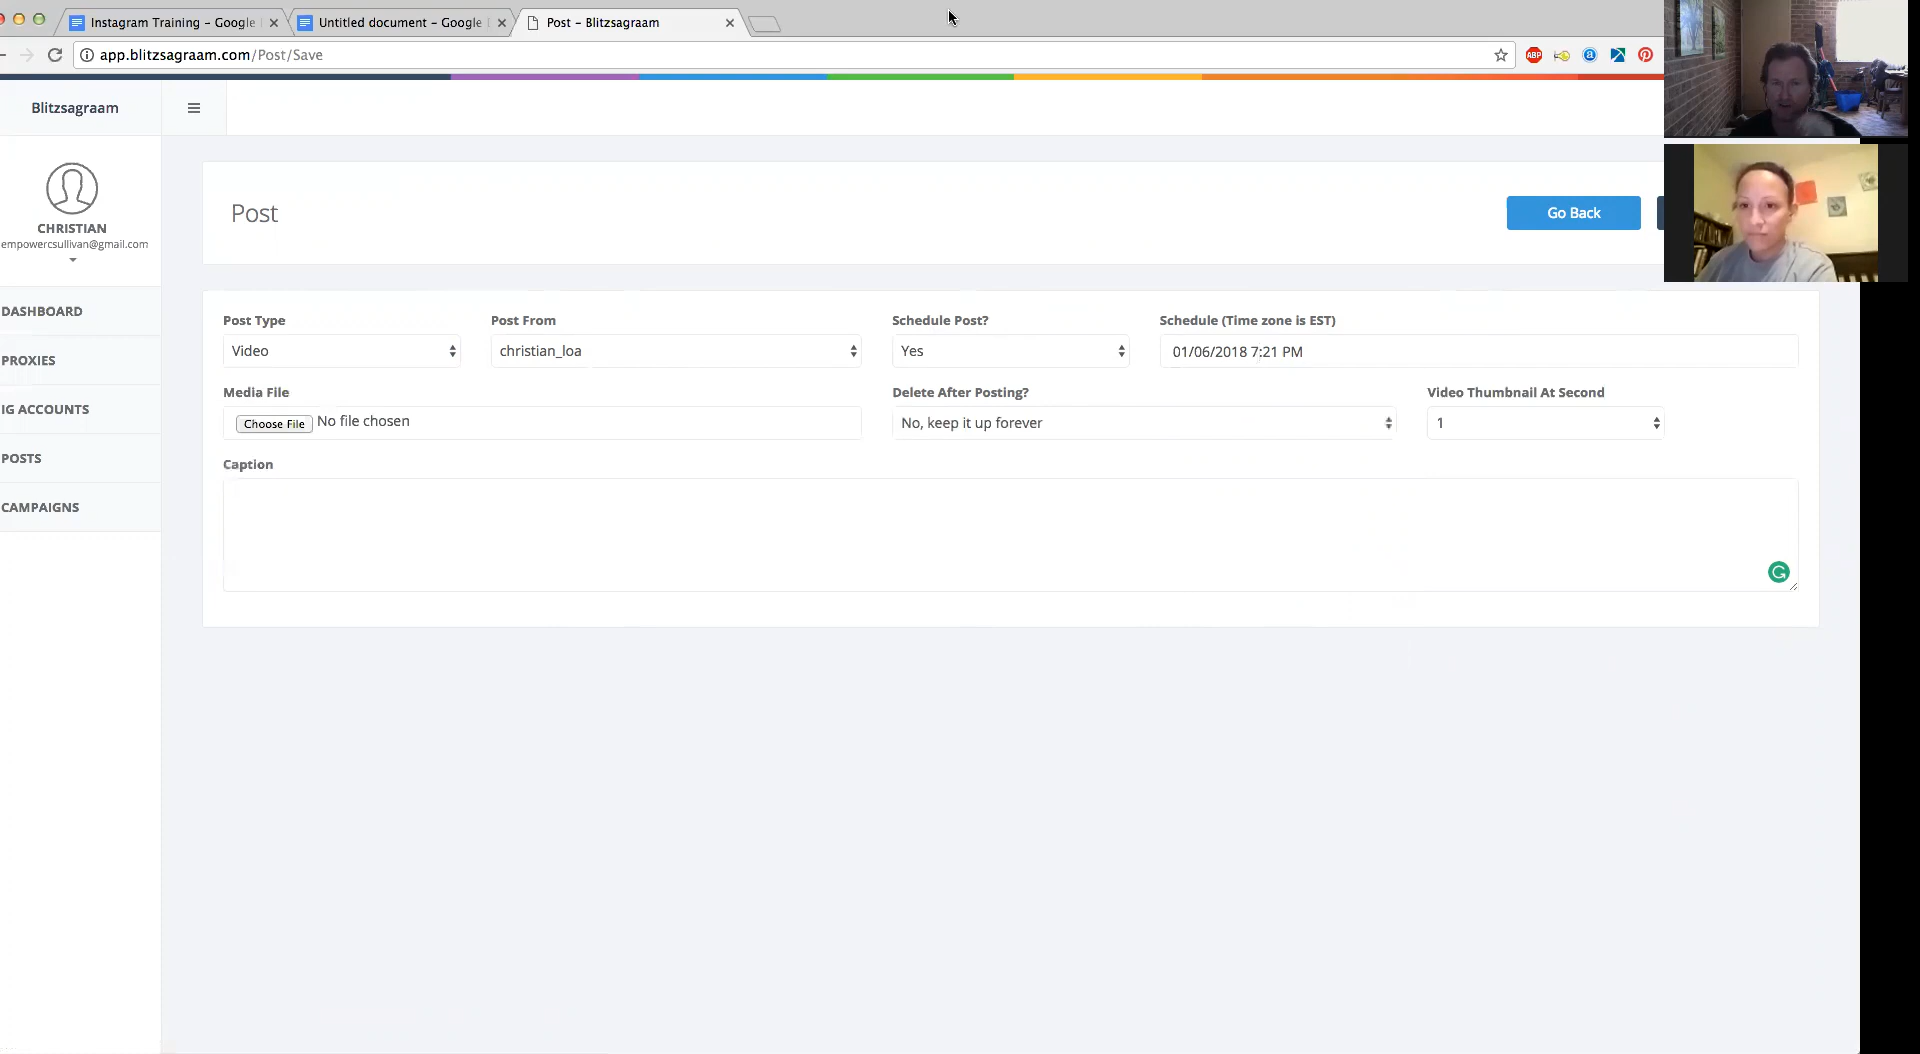 Instagram Training – Google
Untitled document – Google
Post – Blitzsagraam
app.blitzsagraam.com/Post/Save
ABP
a
Blitzsagraam
CHRISTIAN
empowercsullivan@gmail.com
Post
Go Back
DASHBOARD
PROXIES
IG ACCOUNTS
POSTS
CAMPAIGNS
Post Type
Post From
Schedule Post?
Schedule (Time zone is EST)
Video
christian_loa
Yes
01/06/2018 7:21 PM
Media File
Delete After Posting?
Video Thumbnail At Second
Choose File No file chosen
No, keep it up forever
1
Caption